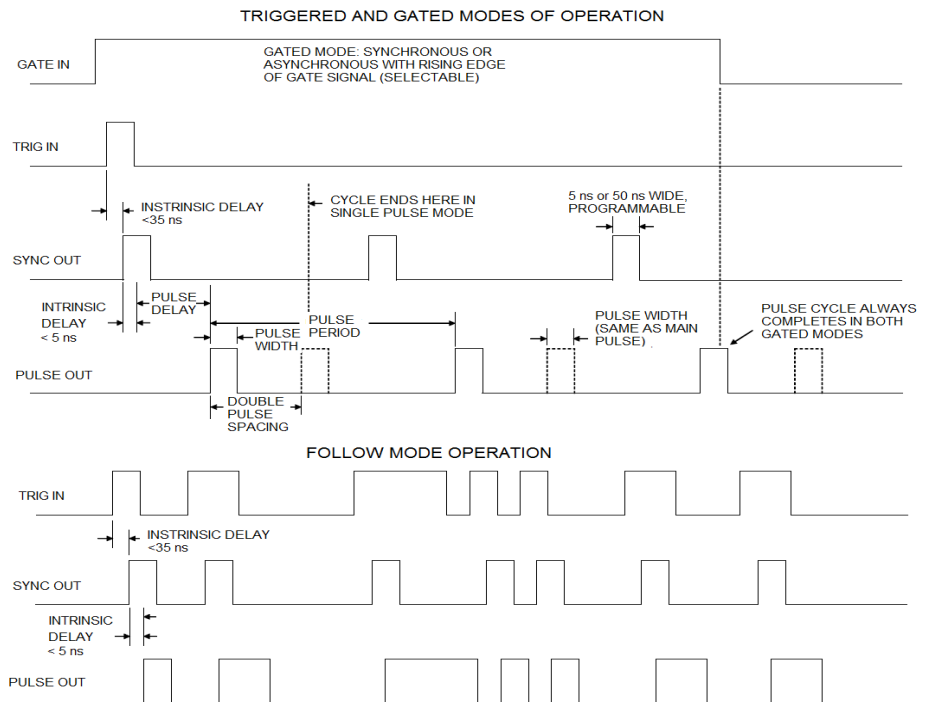 TRIGGERED AND GATED MODES OF OPERATION
GATE IN
GATED MODE: SYNCHRONOUS OR
ASYNCHRONOUS WITH RISING EDGE
OF GATE SIGNAL (SELECTABLE)
TRIG IN
INSTRINSIC DELAY
<35 ns
CYCLE ENDS HERE IN
SINGLE PULSE MODE
5 ns or 50 ns WIDE,
PROGRAMMABLE
SYNC OUT
INTRINSIC
DELAY
< 5 ns
PULSE
DELAY
PULSE
WIDTH
PULSE
PERIOD
PULSE WIDTH
(SAME AS MAIN
PULSE) .
PULSE CYCLE ALWAYS
COMPLETES IN BOTH
GATED MODES
PULSE OUT
DOUBLE
PULSE
SPACING
FOLLOW MODE OPERATION
TRIG IN
INSTRINSIC DELAY
<35 ns
SYNC OUT
INTRINSIC
DELAY
< 5 ns
PULSE OUT